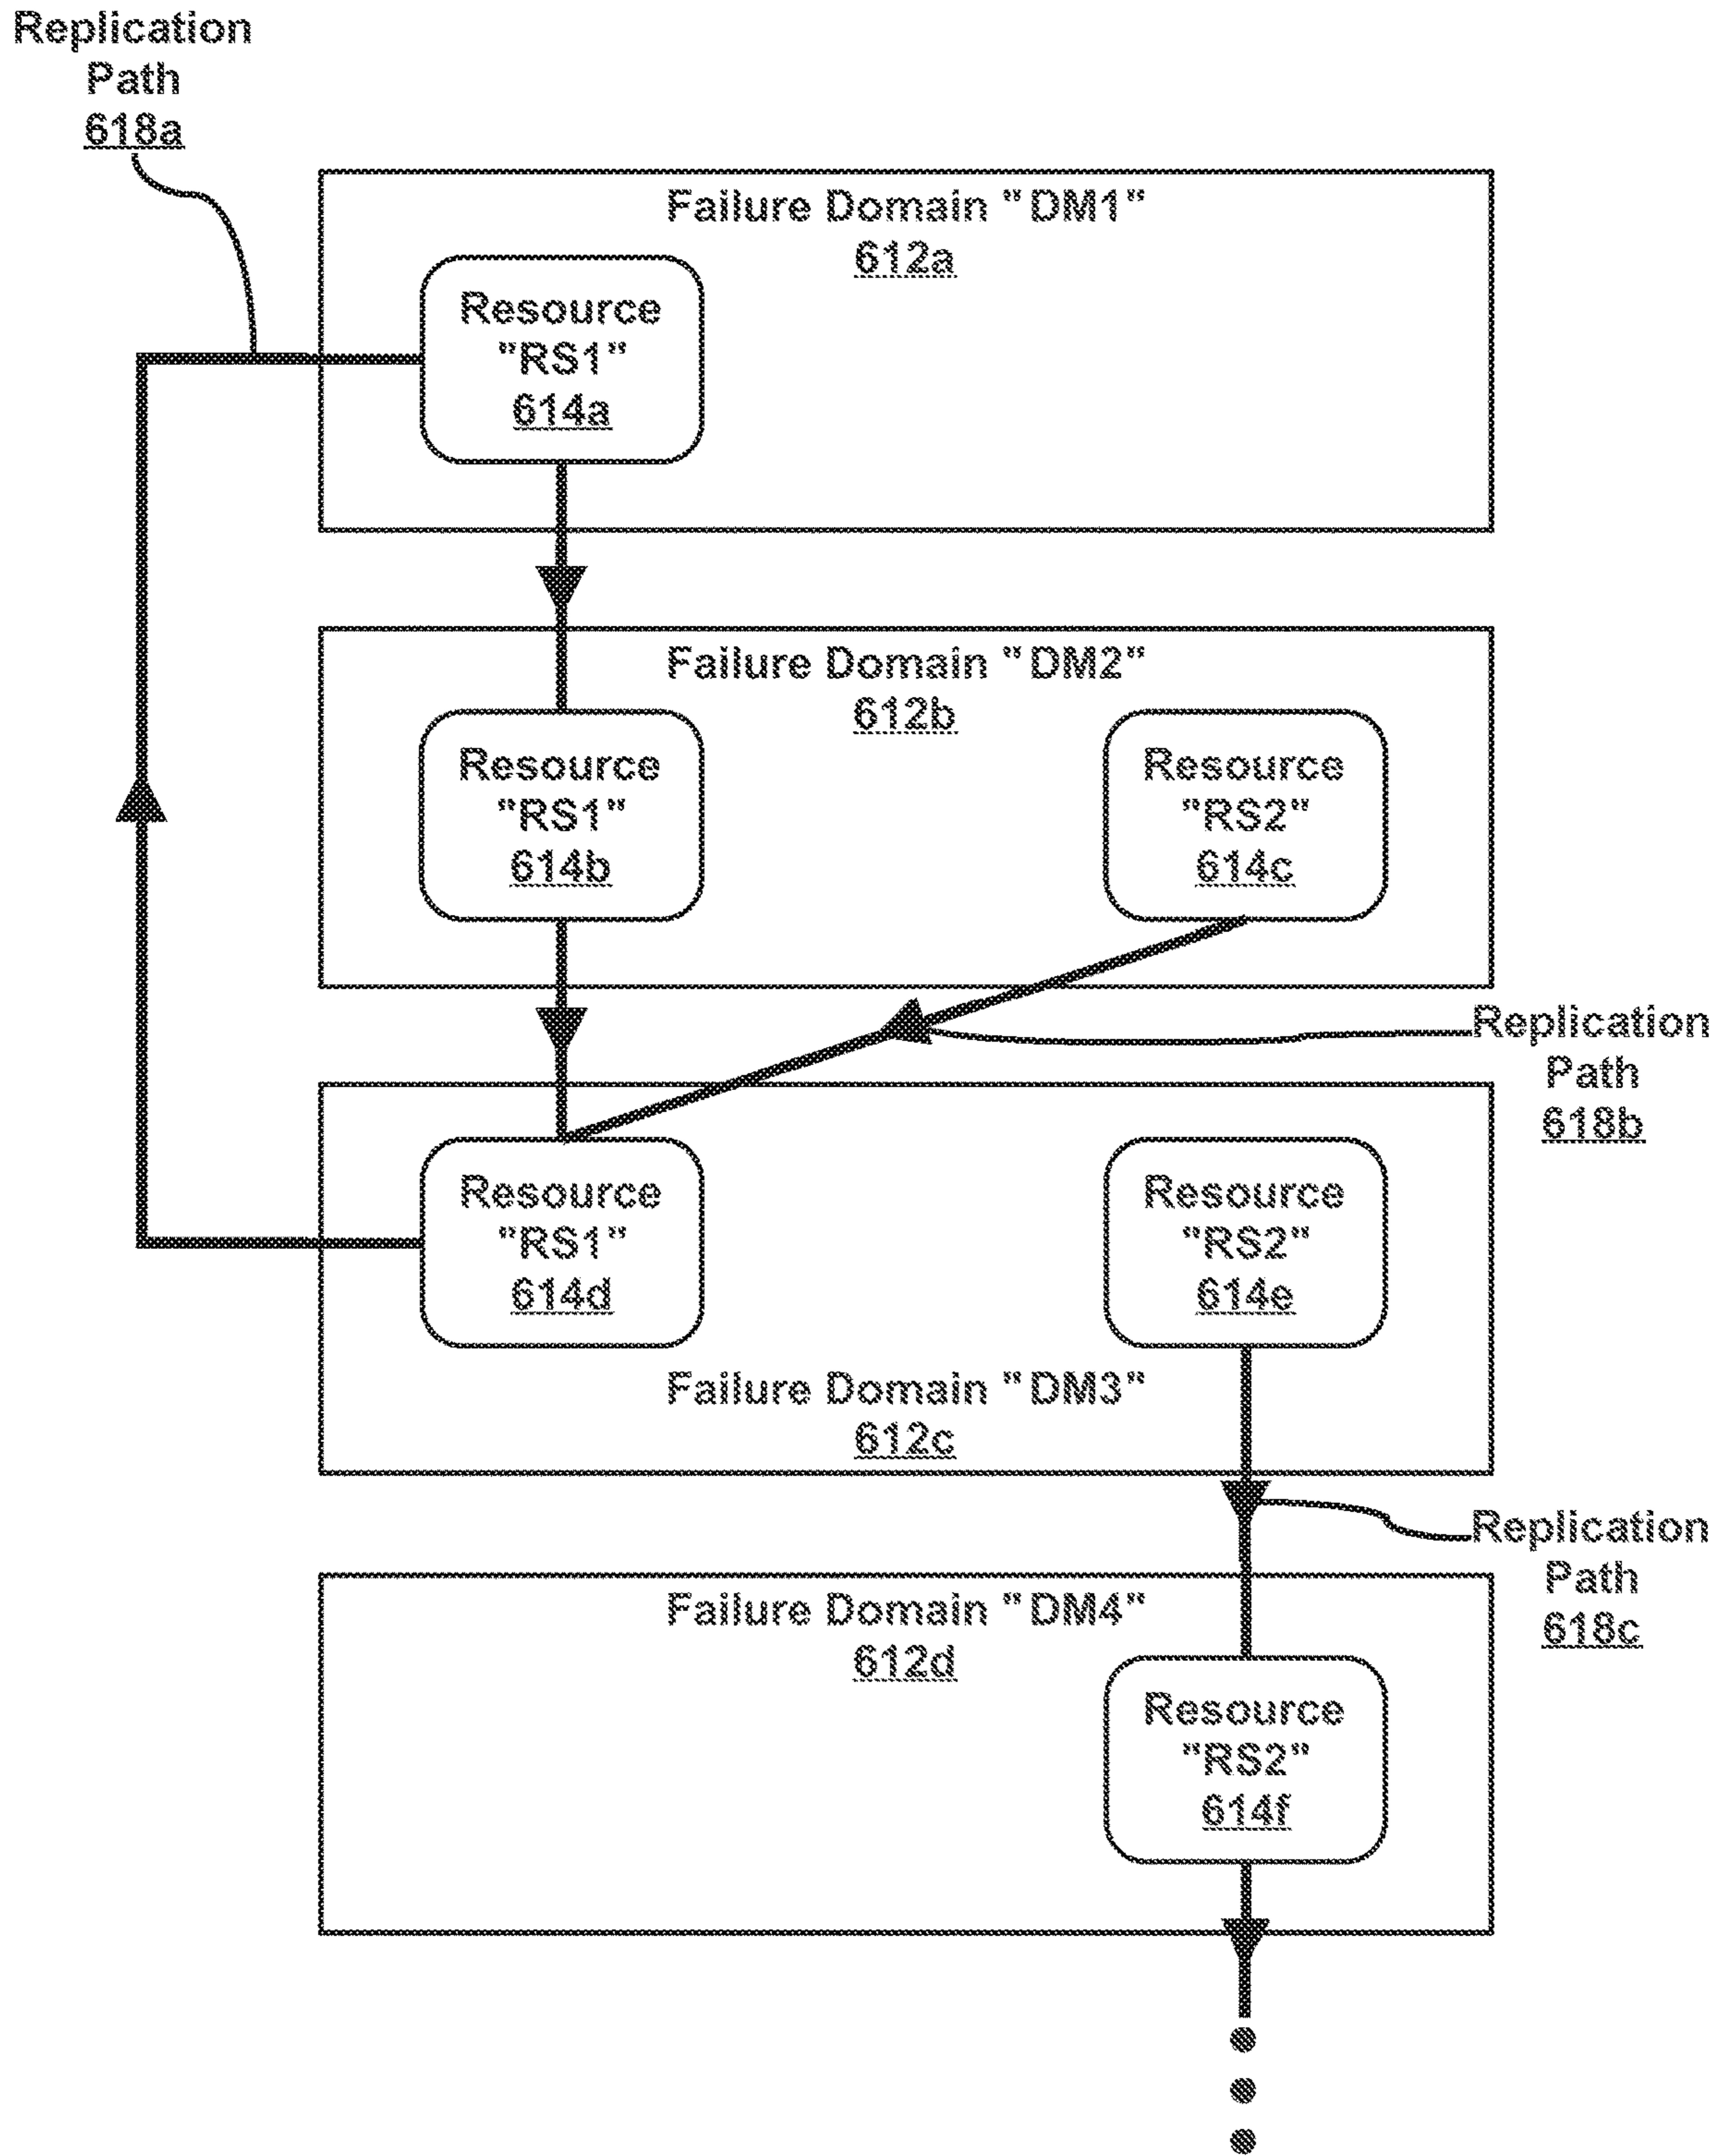 Replication
Path
618a
Failure Domain "DM1"
612a
Resource
"RS1"
614a
Failure Domain "DM2"
612b
Resource
"RS1"
614b
Resource
"RS2"
614c
Replication
Path
618b
Resource
"RS1"
614d
Resource
"RS2"
614e
Failure Domain "DM3"
612c
Replication
Path
618c
Failure Domain "DM4"
612d
Resource
"RS2"
614f